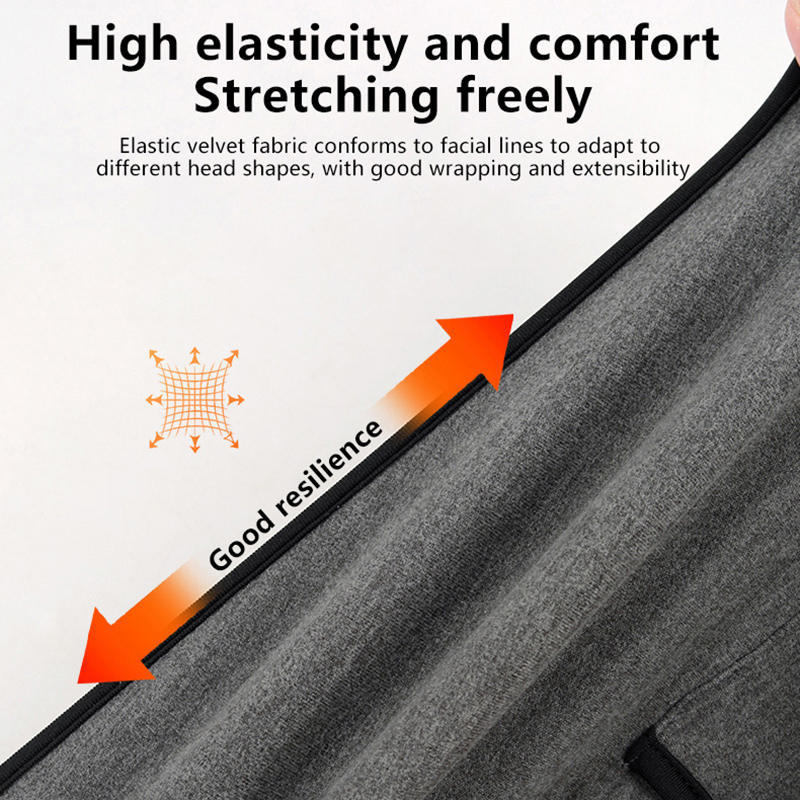 High elasticity and comfort
Stretching freely
Elastic velvet fabric conforms to facial lines to adapt to
different head shapes, with good wrapping and extensibility
Good resilience